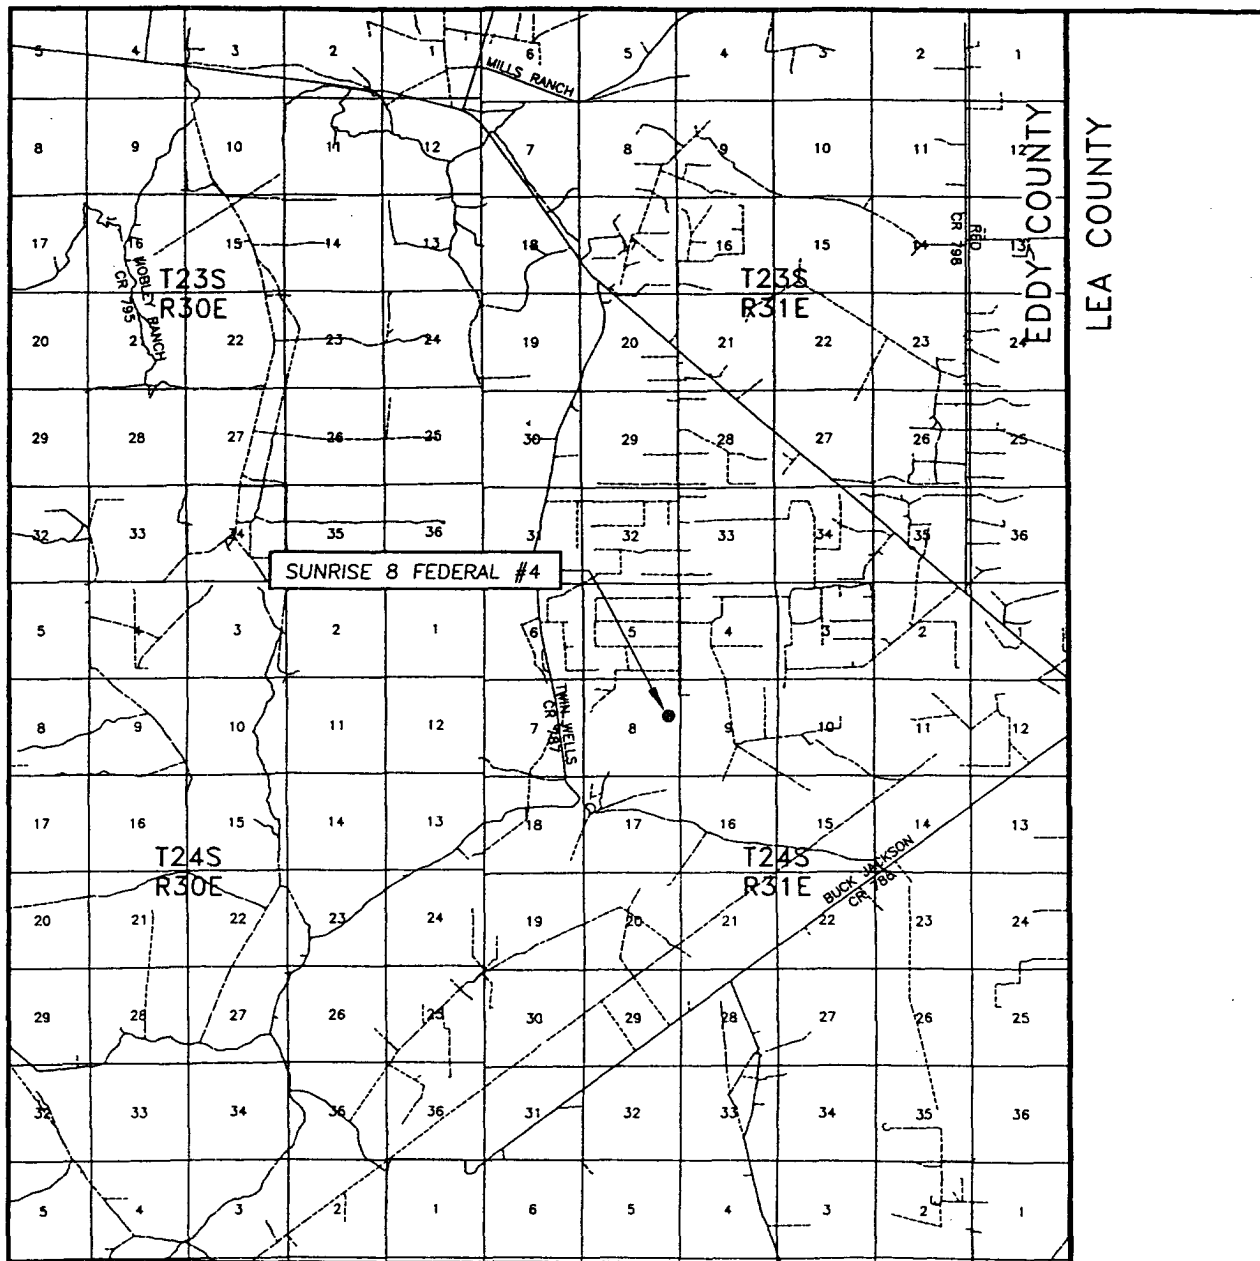 5 4 3 2 1 6 5 4 3 2 1
MILLS RANCH
8 9 10 11 12 7 8 9 10 11 12
EDDY COUNTY
LEA COUNTY
17 16 15 14 13 18 16 15 14 13
RED
CR 798
MOBLEY RANCH
CR 795
T23S
R30E
T23S
R31E
20 21 22 23 24 19 20 21 22 23 24
29 28 27 26 25 30 29 28 27 26 25
32 33 34 35 36 31 32 33 34 35 36
SUNRISE 8 FEDERAL #4
5 4 3 2 1 6 5 4 3 2 1
8 9 10 11 12 7 8 9 10 11 12
TWIN WELLS
CR 787
17 16 15 14 13 18 17 16 15 14 13
T24S
R30E
T24S
R31E
BUCK JACKSON
CR 786
20 21 22 23 24 19 20 21 22 23 24
29 28 27 26 25 30 29 28 27 26 25
32 33 34 35 36 31 32 33 34 35 36
5 4 3 2 1 6 5 4 3 2 1